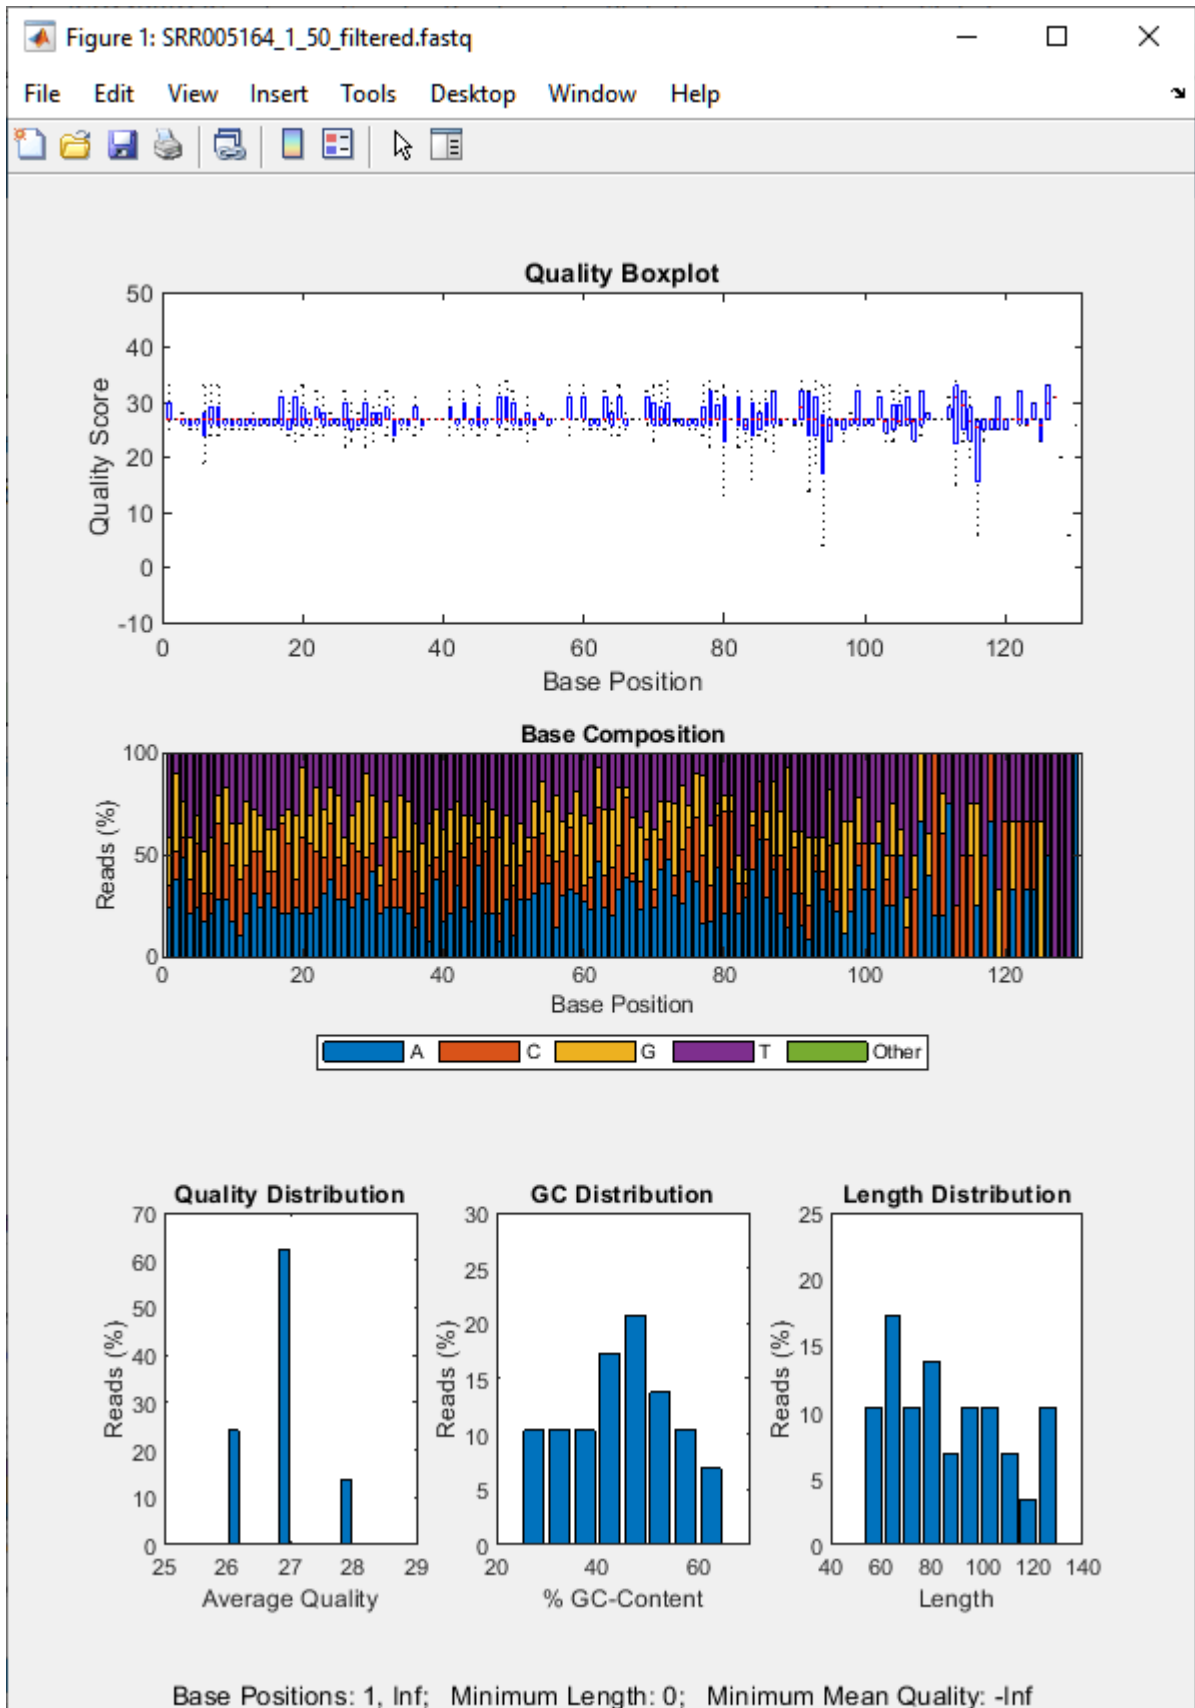 Figure 1: SRR005164_1_50_filtered.fastq
File Edit View Insert Tools Desktop Window Help
Quality Boxplot
50
40
30
20
10
0
-10
Quality Score
0 20 40 60 80 100 120
Base Position
Base Composition
100
50
0
Reads (%)
0 20 40 60 80 100 120
Base Position
A C G T Other
Quality Distribution
70
60
50
40
30
20
10
0
Reads (%)
25 26 27 28 29
Average Quality
GC Distribution
30
25
20
15
10
5
0
Reads (%)
20 40 60
% GC-Content
Length Distribution
25
20
15
10
5
0
Reads (%)
40 60 80 100 120 140
Length
Base Positions: 1, Inf; Minimum Length: 0; Minimum Mean Quality: -Inf